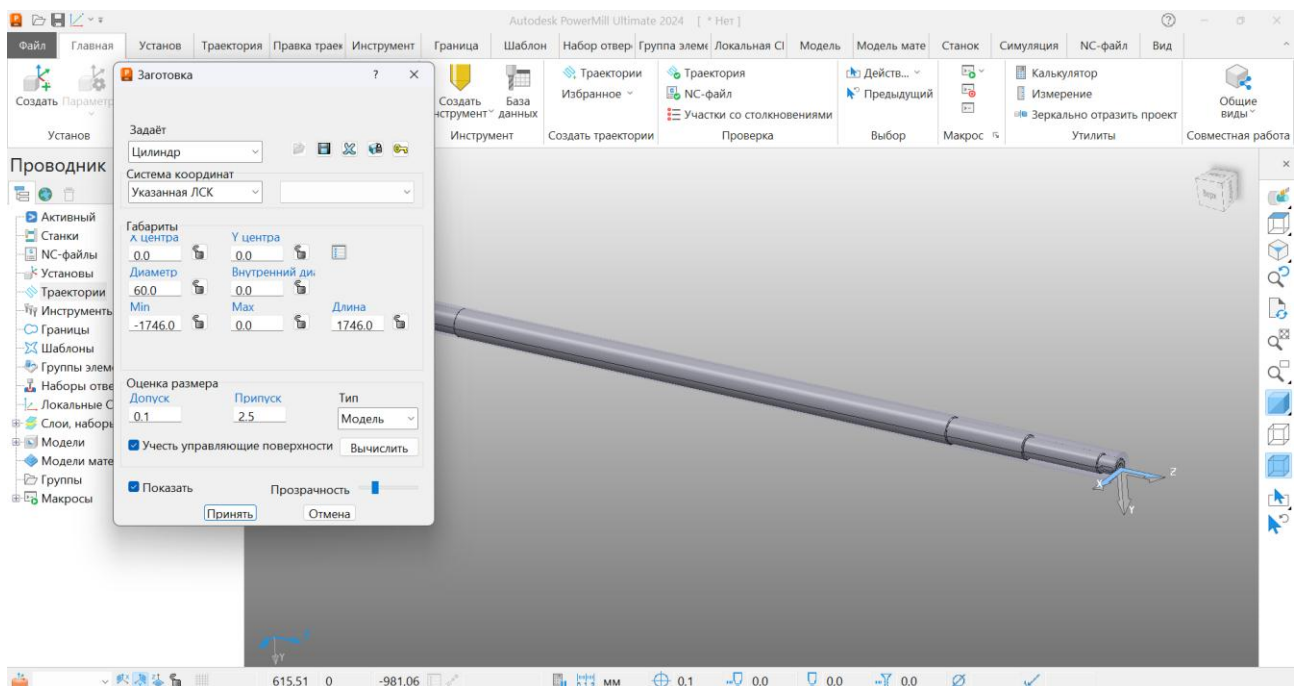 Autodesk PowerMill Ultimate 2024 [ * Нет ]
Файл Главная Установ Траектория Правка траек Инструмент Граница Шаблон Набор отвер Группа элеме Локальная СІ Модель Модель мате Станок Симуляция NC-файл Вид
Создать Параметр
Установ
Создать инструмент
База данных
Инструмент
Траектории
Избранное
Создать траектории
Траектория
NC-файл
Участки со столкновениями
Проверка
Действ...
Предыдущий
Выбор
Макрос
Калькулятор
Измерение
Зеркально отразить проект
Утилиты
Общие виды
Совместная работа
Проводник
Активный
Станки
NC-файлы
Установы
Траектории
Инструменть
Границы
Шаблоны
Группы элем
Наборы отве
Локальные С
Слои, наборь
Модели
Модели мате
Группы
Макросы
Заготовка ? ×
Задаёт
Цилиндр
Система координат
Указанная ЛСК
Габариты
X центра Y центра
0.0 0.0
Диаметр Внутренний ди
60.0 0.0
Min Max Длина
-1746.0 0.0 1746.0
Оценка размера
Допуск Припуск Тип
0.1 2.5 Модель
Учесть управляющие поверхности Вычислить
Показать Прозрачность
Принять Отмена
Верх
X Y Z
Y
615.51 0 -981.06 мм 0.1 0.0 0.0 0.0